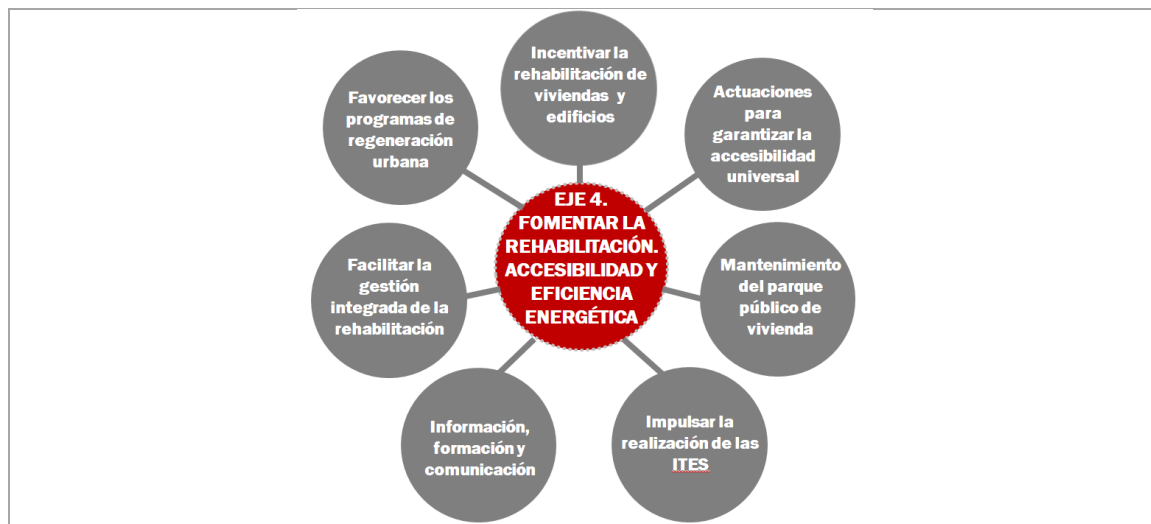 Incentivar la
rehabilitación de
viviendas y
edificios
Actuaciones
para
garantizar la
accesibilidad
universal
Mantenimiento
del parque
público de
vivienda
Impulsar la
realización de las
ITES
Información,
formación y
comunicación
Facilitar la
gestión
integrada de la
rehabilitación
Favorecer los
programas de
regeneración
urbana
EJE 4.
FOMENTAR LA
REHABILITACIÓN.
ACCESIBILIDAD Y
EFICIENCIA
ENERGÉTICA